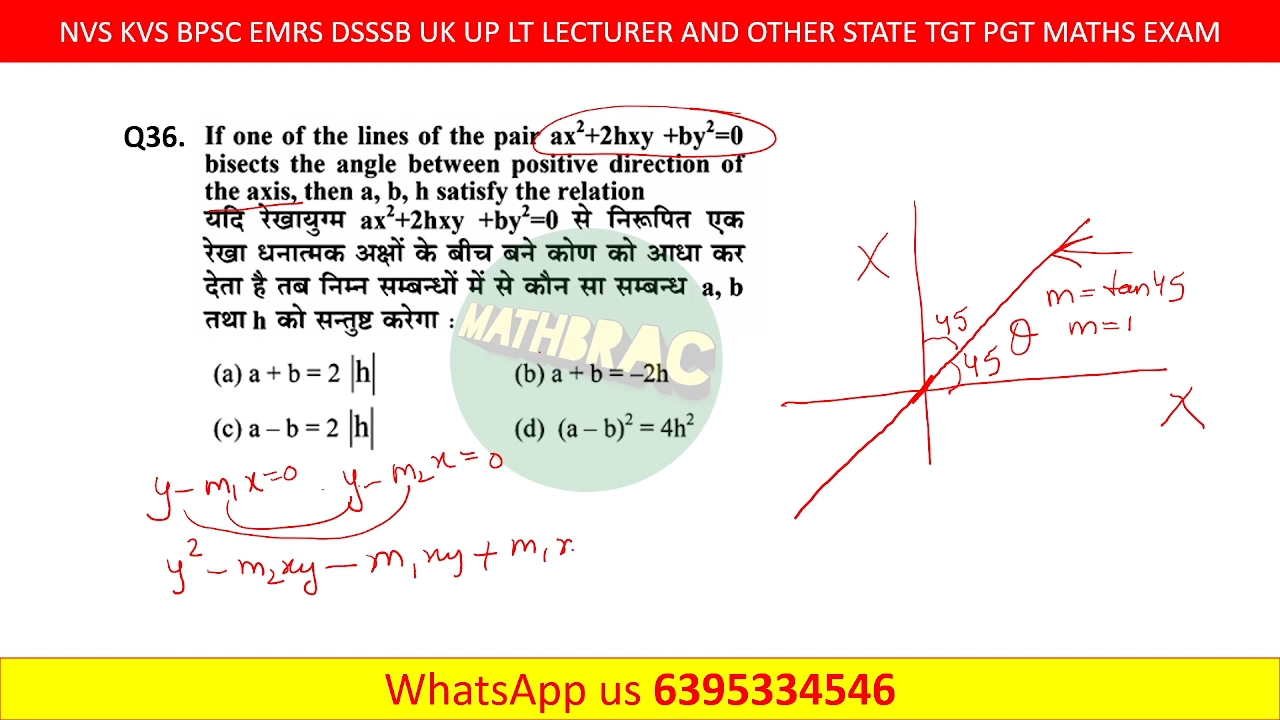 NVS KVS BPSC EMRS DSSSB UK UP LT LECTURER AND OTHER STATE TGT PGT MATHS EXAM
Q36. If one of the lines of the pair ax²+2hxy +by²=0
bisects the angle between positive direction of
the axis, then a, b, h satisfy the relation
यदि रेखायुग्म ax²+2hxy +by²=0 से निरूपित एक
रेखा धनात्मक अक्षों के बीच बने कोण को आधा कर
देता है तब निम्न सम्बन्धों में से कौन सा सम्बन्ध a, b
तथा h को सन्तुष्ट करेगा :
(a) a + b = 2 |h| (b) a + b = –2h
(c) a – b = 2 |h| (d) (a – b)² = 4h²
MATHBRAC
y – m₁x=0 . y – m₂x=0
y² – m₂xy – m₁xy + m₁
X
45
θ
45
m = tan45
m = 1
X
WhatsApp us 6395334546